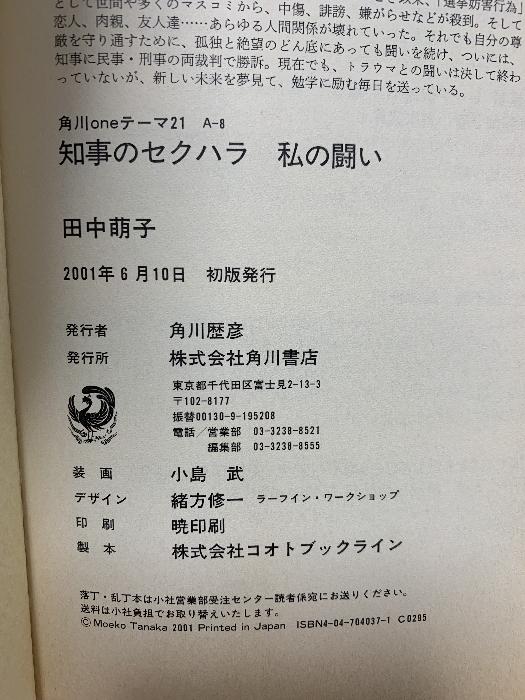 として世間や多くのマスコミから、中傷、誹謗、嫌がらせなどが殺到。そして
恋人、肉親、友人達……あらゆる人間関係が壊れていった。それでも自分の尊
厳を守り通すために、孤独と絶望のどん底にあっても闘いを続け、ついには、
知事に民事・刑事の両裁判で勝訴。現在でも、トラウマとの闘いは決して終わ
っていないが、新しい未来を夢見て、勉学に励む毎日を送っている。
角川oneテーマ21 A-8
知事のセクハラ 私の闘い
田中萌子
2001年6月10日 初版発行
発行者 角川歴彦
発行所 株式会社角川書店
東京都千代田区富士見2-13-3
〒102-8177
振替00130-9-195208
電話／営業部 03-3238-8521
編集部 03-3238-8555
装画 小島 武
デザイン 緒方修一 ラーフイン・ワークショップ
印刷 暁印刷
製本 株式会社コオトブックライン
落丁・乱丁本は小社営業部受注センター読者係宛にお送りください。
送料は小社負担でお取り替えいたします。
©Moeko Tanaka 2001 Printed in Japan ISBN4-04-704037-1 C0295